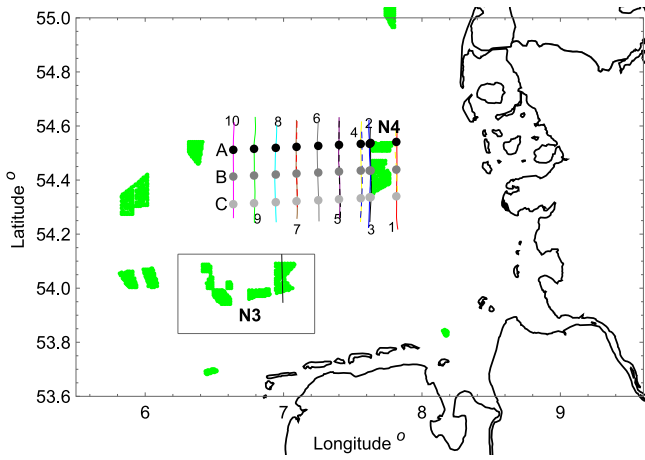 55.0
54.8
54.6
54.4
54.2
54.0
53.8
53.6
Latitude o
10 8 6 4 2 N4
A
B
C
9 7 5 3 1
N3
6 7 8 9
Longitude o